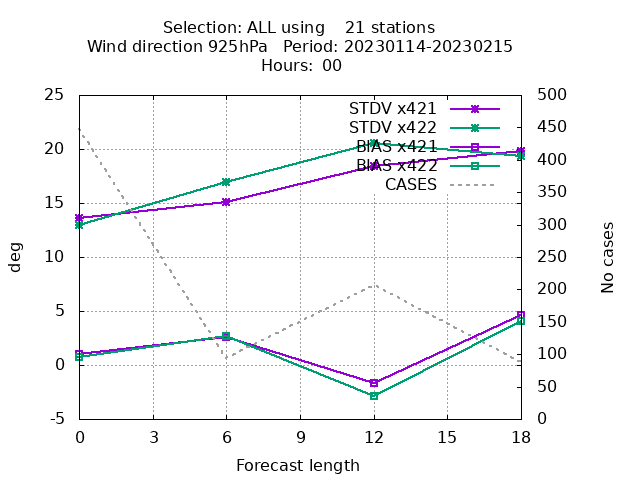 Selection: ALL using    21 stations
Wind direction 925hPa   Period: 20230114-20230215
Hours: 00
25
20
15
10
5
0
-5
deg
500
450
400
350
300
250
200
150
100
50
0
No cases
STDV x421
STDV x422
BIAS x421
BIAS x422
CASES
0 3 6 9 12 15 18
Forecast length